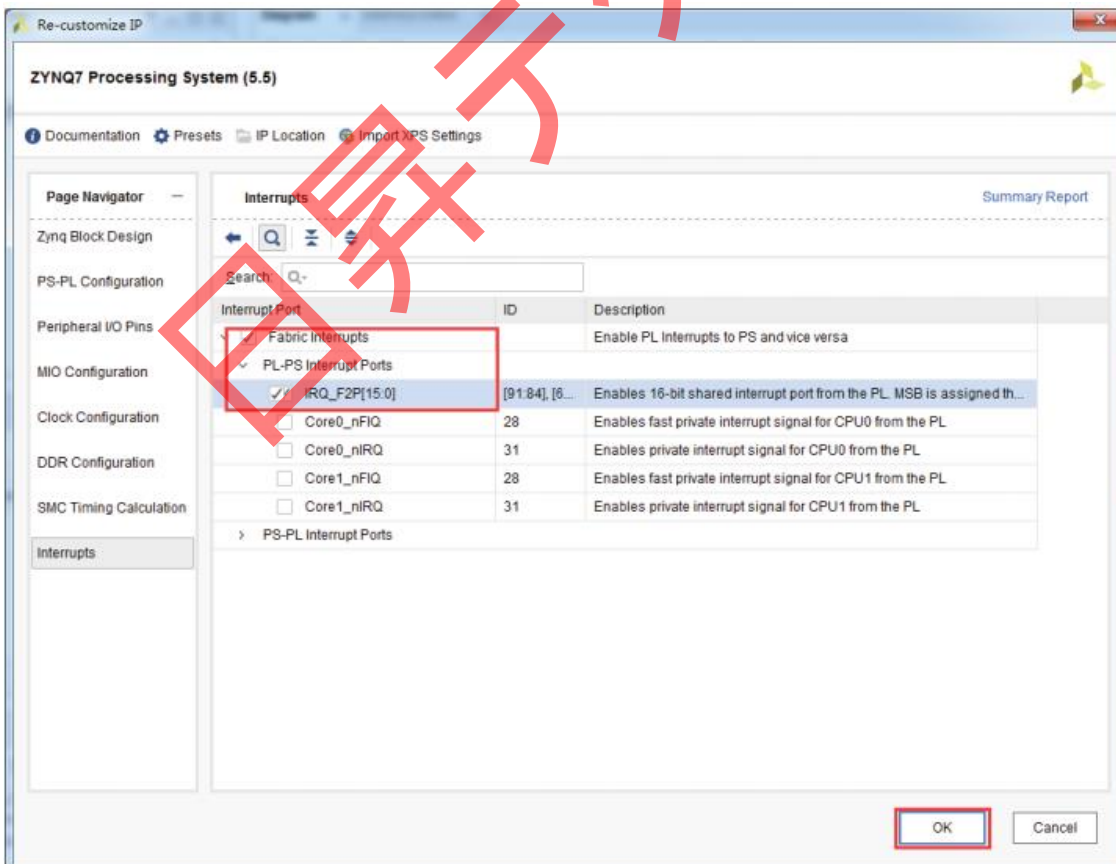 Re-customize IP
ZYNQ7 Processing System (5.5)
Documentation Presets IP Location Import XPS Settings
Page Navigator
Zynq Block Design
PS-PL Configuration
Peripheral I/O Pins
MIO Configuration
Clock Configuration
DDR Configuration
SMC Timing Calculation
Interrupts
Interrupts Summary Report
Search:
Interrupt Port ID Description
Fabric Interrupts Enable PL Interrupts to PS and vice versa
PL-PS Interrupt Ports
IRQ_F2P[15:0] [91:84], [6... Enables 16-bit shared interrupt port from the PL. MSB is assigned th...
Core0_nFIQ 28 Enables fast private interrupt signal for CPU0 from the PL
Core0_nIRQ 31 Enables private interrupt signal for CPU0 from the PL
Core1_nFIQ 28 Enables fast private interrupt signal for CPU1 from the PL
Core1_nIRQ 31 Enables private interrupt signal for CPU1 from the PL
PS-PL Interrupt Ports
OK Cancel